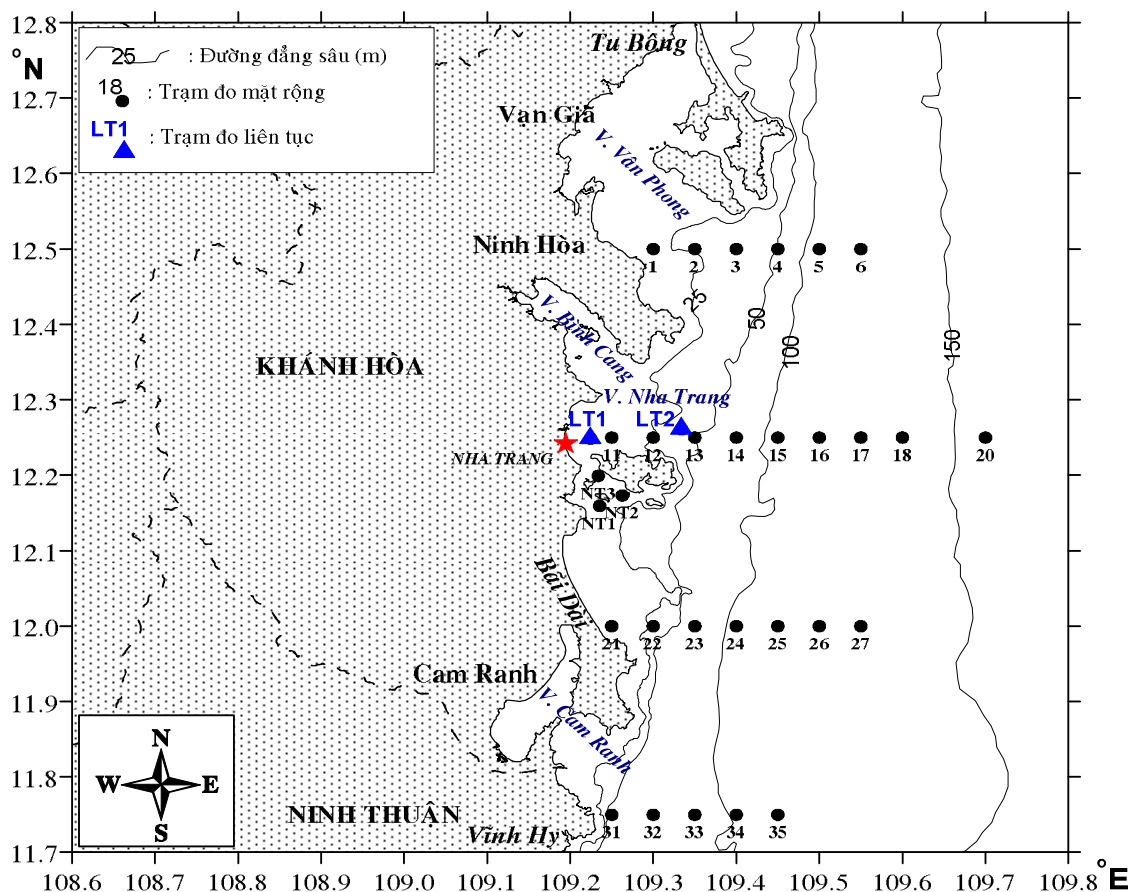 12.8
°N
12.7
12.6
12.5
12.4
12.3
12.2
12.1
12.0
11.9
11.8
11.7
25 : Đường đẳng sâu (m)
18 : Trạm đo mặt rộng
LT1 : Trạm đo liên tục
Tu Bông
Vạn Giã
V. Vân Phong
Ninh Hòa
1 2 3 4 5 6
25
50
100
150
V. Bình Cang
KHÁNH HÒA
V. Nha Trang
LT1 LT2
NHA TRANG
11 12 13 14 15 16 17 18 20
NT3
NT2
NT1
Bãi Dài
21 22 23 24 25 26 27
Cam Ranh
V. Cam Ranh
N
W E
S
NINH THUẬN
Vĩnh Hy
31 32 33 34 35
108.6 108.7 108.8 108.9 109.0 109.1 109.2 109.3 109.4 109.5 109.6 109.7 109.8
°E